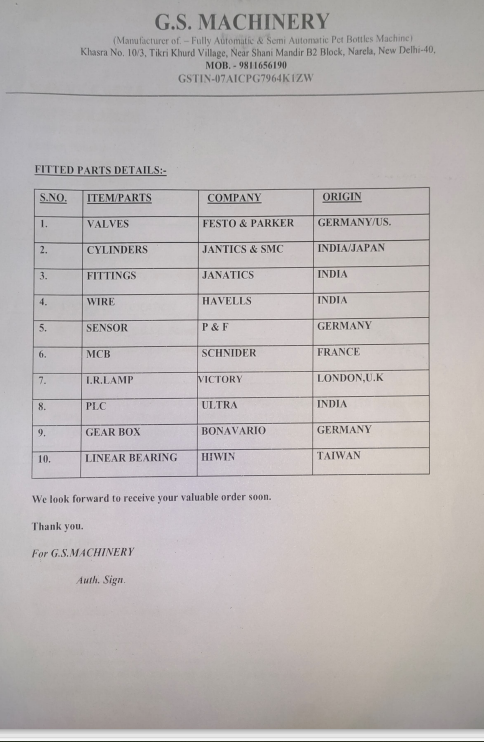 G.S. MACHINERY
(Manufacturer of – Fully Automatic & Semi Automatic Pet Bottles Machine)
Khasra No. 10/3, Tikri Khurd Village, Near Shani Mandir B2 Block, Narela, New Delhi-40,
MOB. - 9811656190
GSTIN-07AICPG7964K1ZW
FITTED PARTS DETAILS:-
S.NO. ITEM/PARTS COMPANY ORIGIN
1. VALVES FESTO & PARKER GERMANY/US.
2. CYLINDERS JANTICS & SMC INDIA/JAPAN
3. FITTINGS JANATICS INDIA
4. WIRE HAVELLS INDIA
5. SENSOR P & F GERMANY
6. MCB SCHNIDER FRANCE
7. I.R.LAMP VICTORY LONDON,U.K
8. PLC ULTRA INDIA
9. GEAR BOX BONAVARIO GERMANY
10. LINEAR BEARING HIWIN TAIWAN
We look forward to receive your valuable order soon.
Thank you.
For G.S.MACHINERY
Auth. Sign.